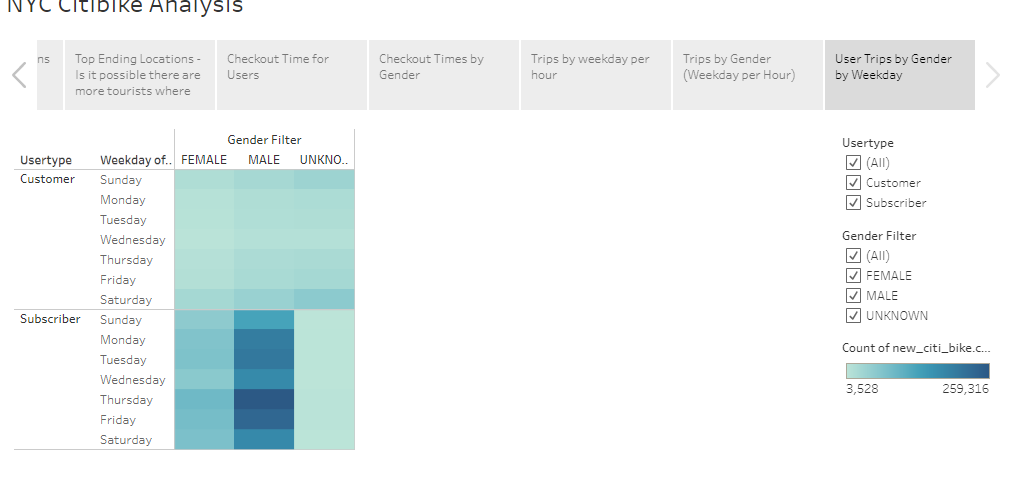 NYC Citibike Analysis
ns
Top Ending Locations -
Is it possible there are
more tourists where
Checkout Time for
Users
Checkout Times by
Gender
Trips by weekday per
hour
Trips by Gender
(Weekday per Hour)
User Trips by Gender
by Weekday
Gender Filter
Usertype Weekday of.. FEMALE MALE UNKNO..
Customer Sunday
Monday
Tuesday
Wednesday
Thursday
Friday
Saturday
Subscriber Sunday
Monday
Tuesday
Wednesday
Thursday
Friday
Saturday
Usertype
(All)
Customer
Subscriber
Gender Filter
(All)
FEMALE
MALE
UNKNOWN
Count of new_citi_bike.c...
3,528 259,316